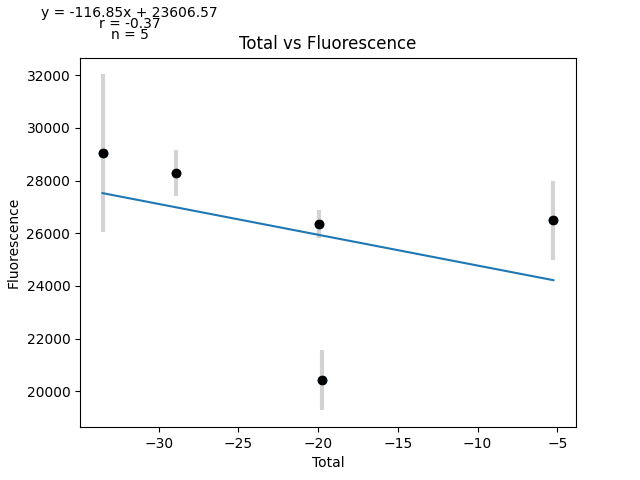 y = -116.85x + 23606.57
r = -0.37
n = 5
Total vs Fluorescence
32000
30000
28000
26000
24000
22000
20000
Fluorescence
−30
−25
−20
−15
−10
−5
Total